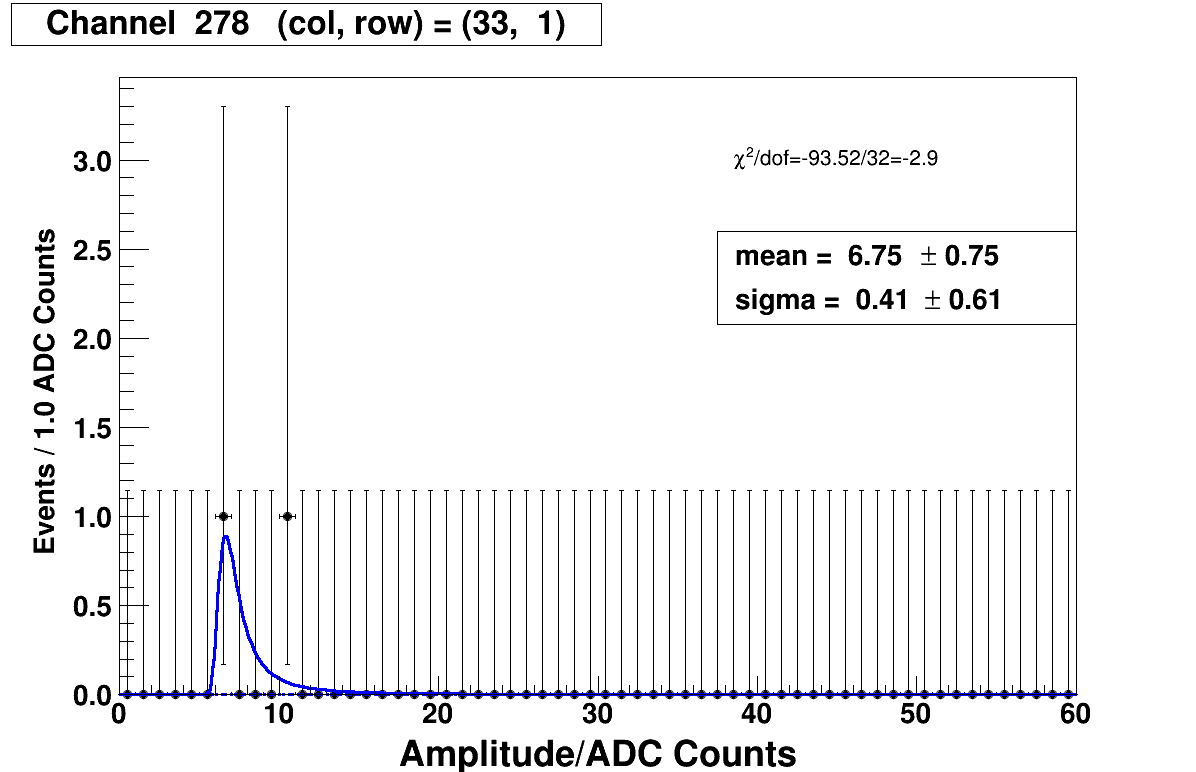 Channel 278 (col, row) = (33, 1)
χ²/dof=-93.52/32=-2.9
mean = 6.75 ± 0.75
sigma = 0.41 ± 0.61
Events / 1.0 ADC Counts
3.0
2.5
2.0
1.5
1.0
0.5
0.0
0 10 20 30 40 50 60
Amplitude/ADC Counts